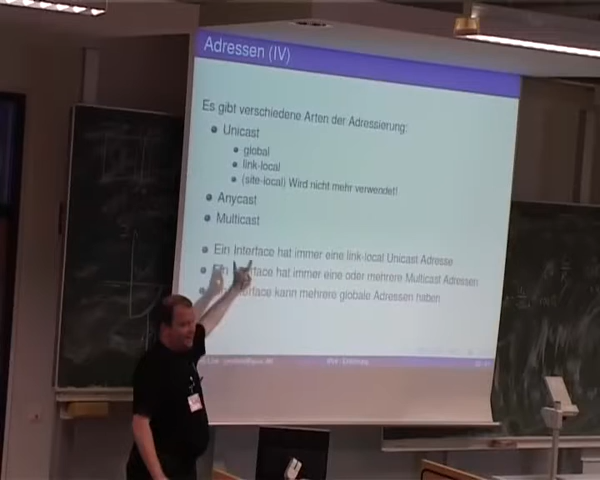 Adressen (IV)
Es gibt verschiedene Arten der Adressierung:
Unicast
global
link-local
(site-local) Wird nicht mehr verwendet!
Anycast
Multicast
Ein Interface hat immer eine link-local Unicast Adresse
Ein Interface hat immer eine oder mehrere Multicast Adressen
Interface kann mehrere globale Adressen haben